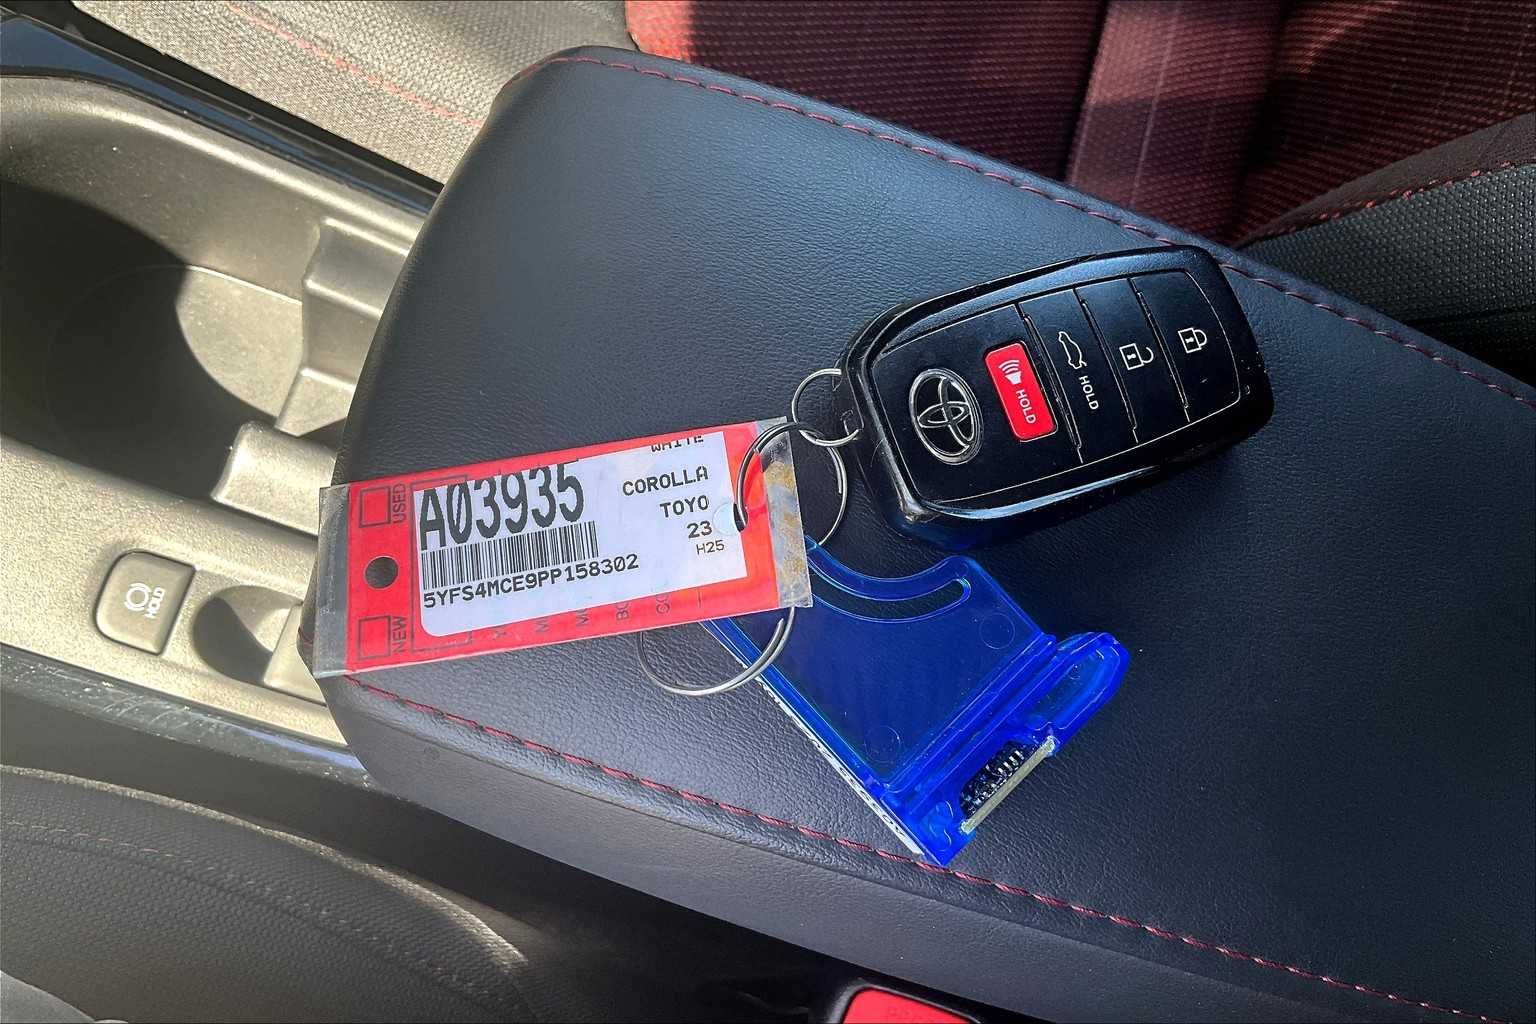 WHITE
A03935
COROLLA
TOYO
23
H25
5YFS4MCE9PP158302
USED
NEW
HOLD
HOLD
HOLD